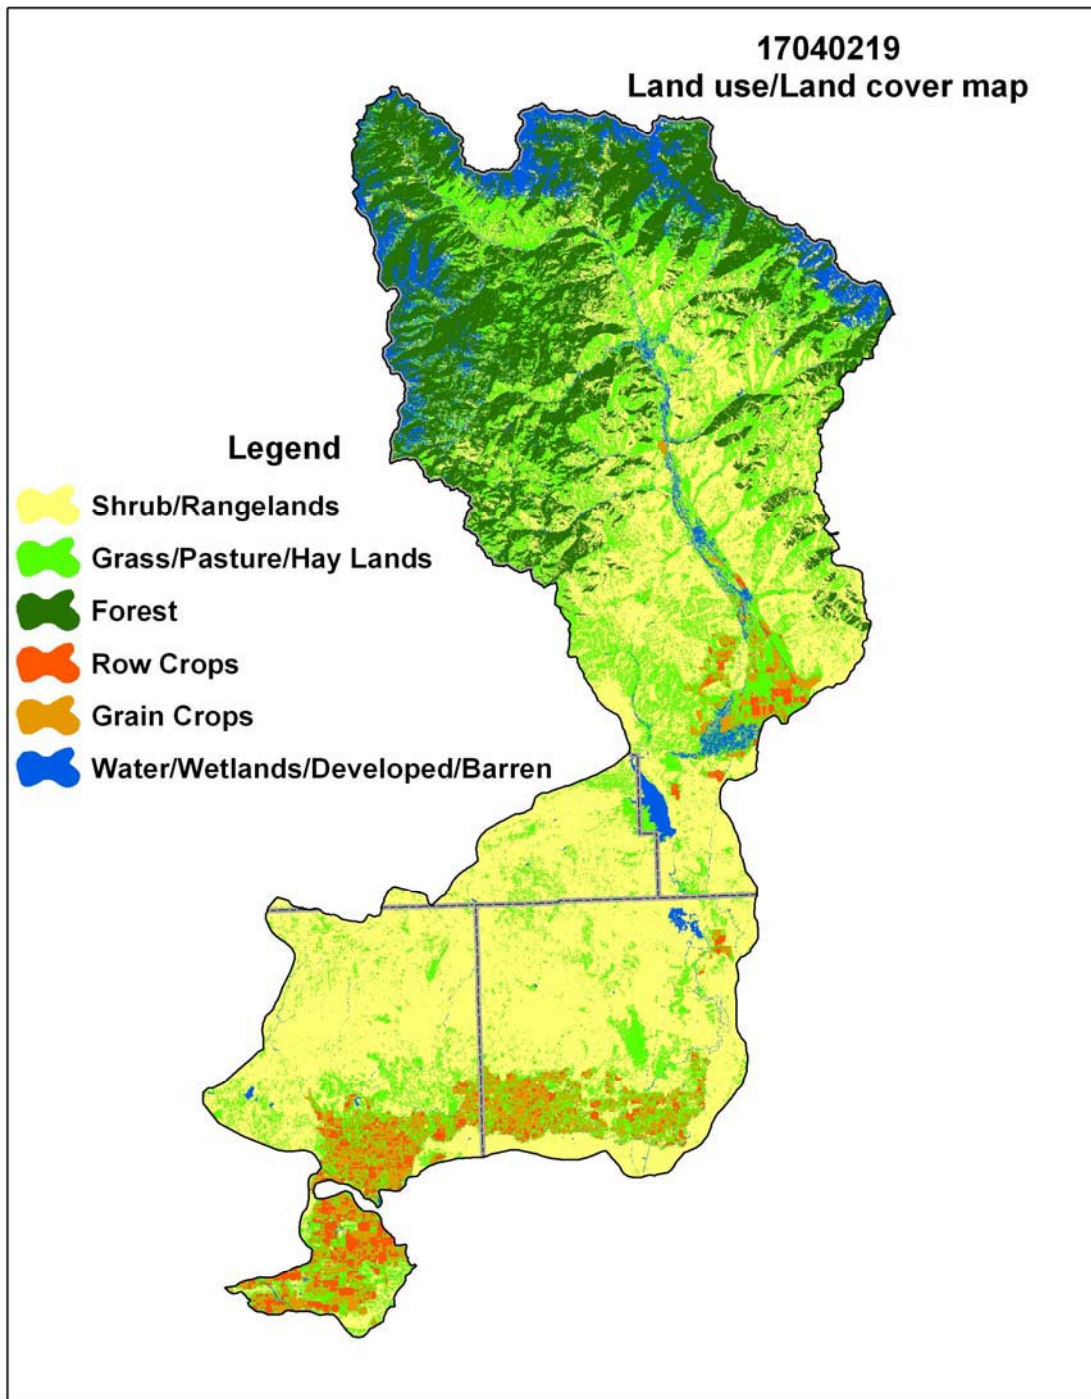 17040219
Land use/Land cover map
Legend
Shrub/Rangelands
Grass/Pasture/Hay Lands
Forest
Row Crops
Grain Crops
Water/Wetlands/Developed/Barren